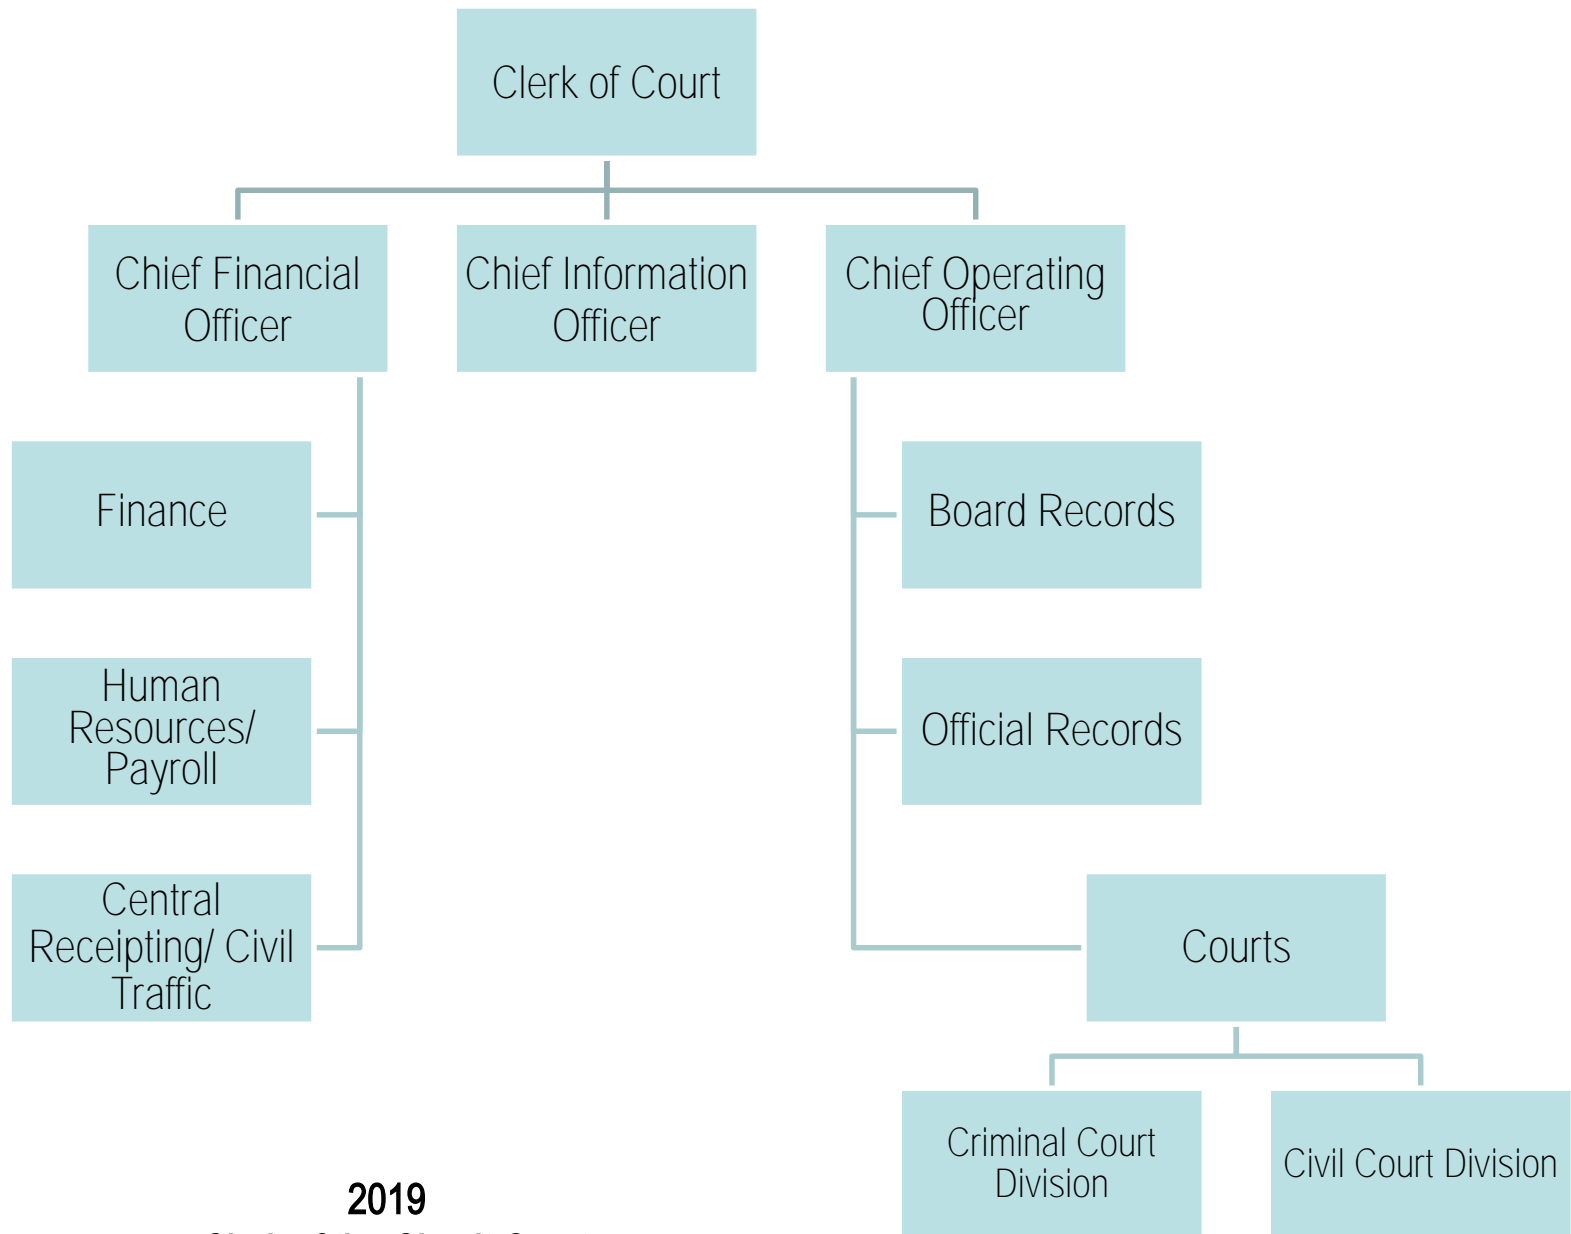 Clerk of Court
Chief Financial
Officer
Chief Information
Officer
Chief Operating
Officer
Finance
Board Records
Human
Resources/
Payroll
Official Records
Central
Receipting/ Civil
Traffic
Courts
Criminal Court
Division
Civil Court Division
2019